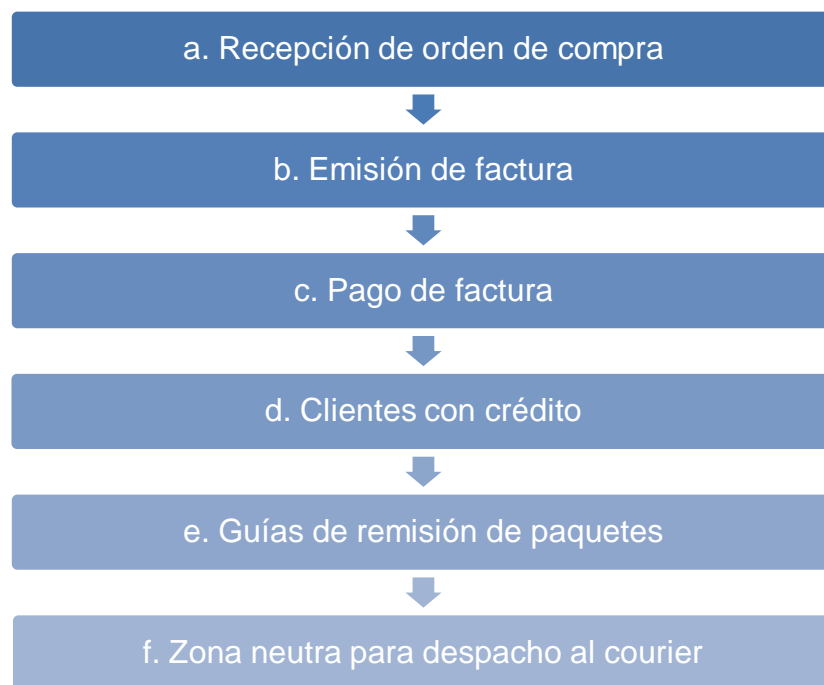 a. Recepción de orden de compra
b. Emisión de factura
c. Pago de factura
d. Clientes con crédito
e. Guías de remisión de paquetes
f. Zona neutra para despacho al courier